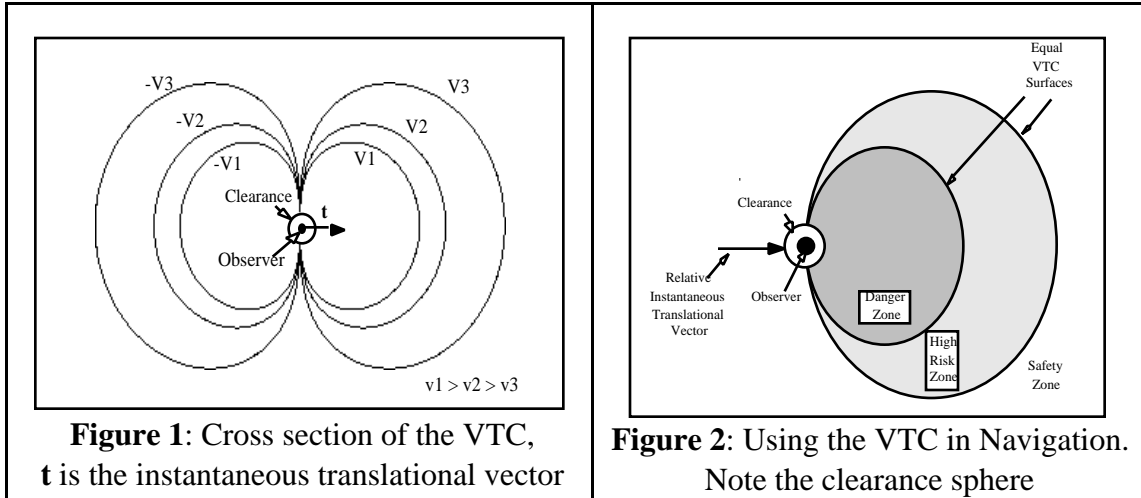 -V3
V3
-V2
V2
-V1
V1
Clearance
t
Observer
v1 > v2 > v3
Figure 1: Cross section of the VTC,
t is the instantaneous translational vector
Equal
VTC
Surfaces
Clearance
Relative
Instantaneous
Translational
Vector
Observer
Danger
Zone
High
Risk
Zone
Safety
Zone
Figure 2: Using the VTC in Navigation.
Note the clearance sphere